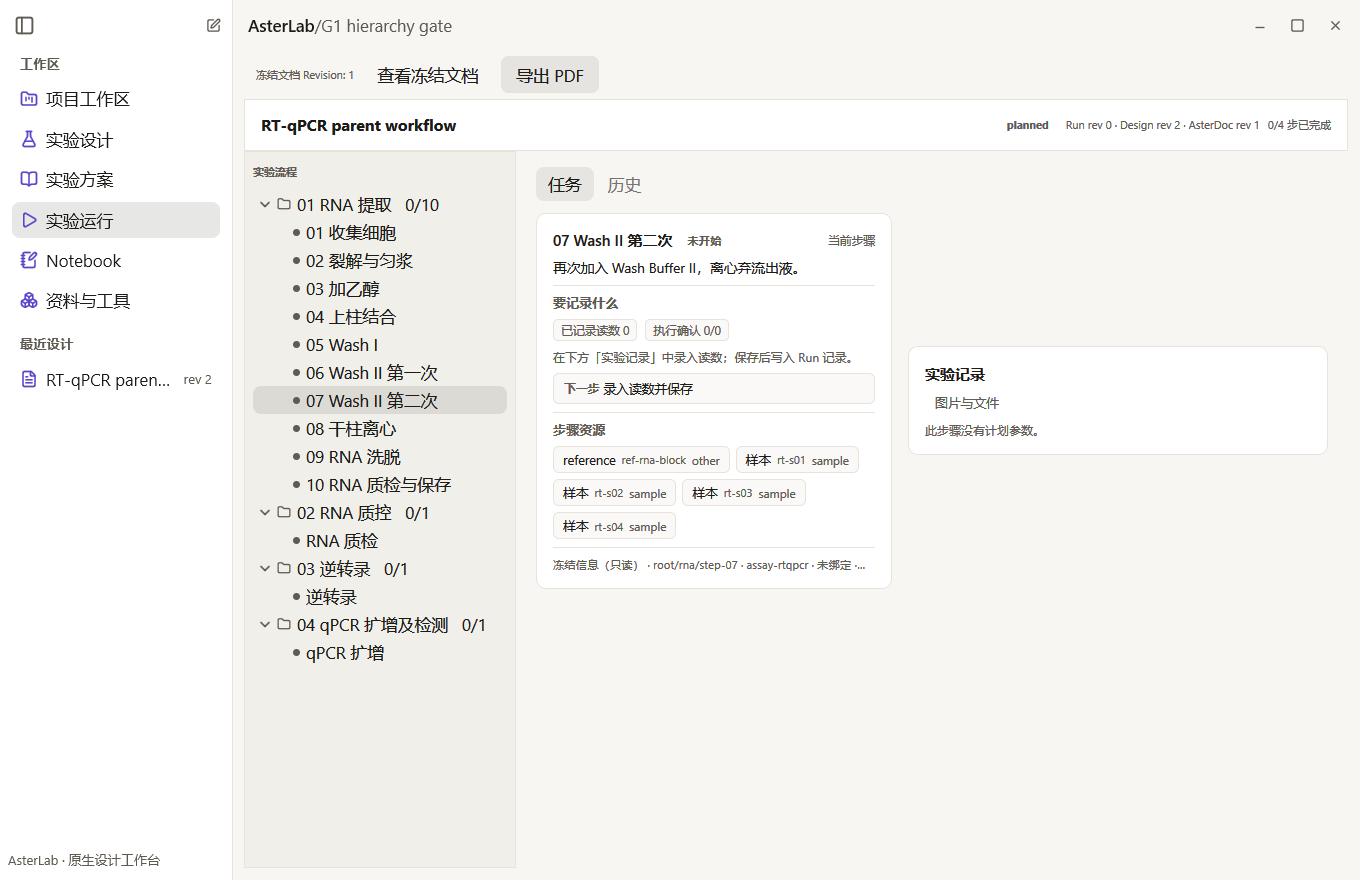 AsterLab/G1 hierarchy gate
工作区
项目工作区
实验设计
实验方案
实验运行
Notebook
资料与工具
最近设计
RT-qPCR paren... rev 2
AsterLab · 原生设计工作台
冻结文档 Revision: 1 查看冻结文档 导出 PDF
RT-qPCR parent workflow planned Run rev 0 · Design rev 2 · AsterDoc rev 1 0/4 步已完成
实验流程
01 RNA 提取 0/10
01 收集细胞
02 裂解与匀浆
03 加乙醇
04 上柱结合
05 Wash I
06 Wash II 第一次
07 Wash II 第二次
08 干柱离心
09 RNA 洗脱
10 RNA 质检与保存
02 RNA 质控 0/1
RNA 质检
03 逆转录 0/1
逆转录
04 qPCR 扩增及检测 0/1
qPCR 扩增
任务 历史
07 Wash II 第二次 未开始 当前步骤
再次加入 Wash Buffer II，离心弃流出液。
要记录什么
已记录读数 0 执行确认 0/0
在下方「实验记录」中录入读数；保存后写入 Run 记录。
下一步 录入读数并保存
步骤资源
reference ref-rna-block other 样本 rt-s01 sample
样本 rt-s02 sample 样本 rt-s03 sample
样本 rt-s04 sample
冻结信息（只读） · root/rna/step-07 · assay-rtqpcr · 未绑定 ·...
实验记录
图片与文件
此步骤没有计划参数。